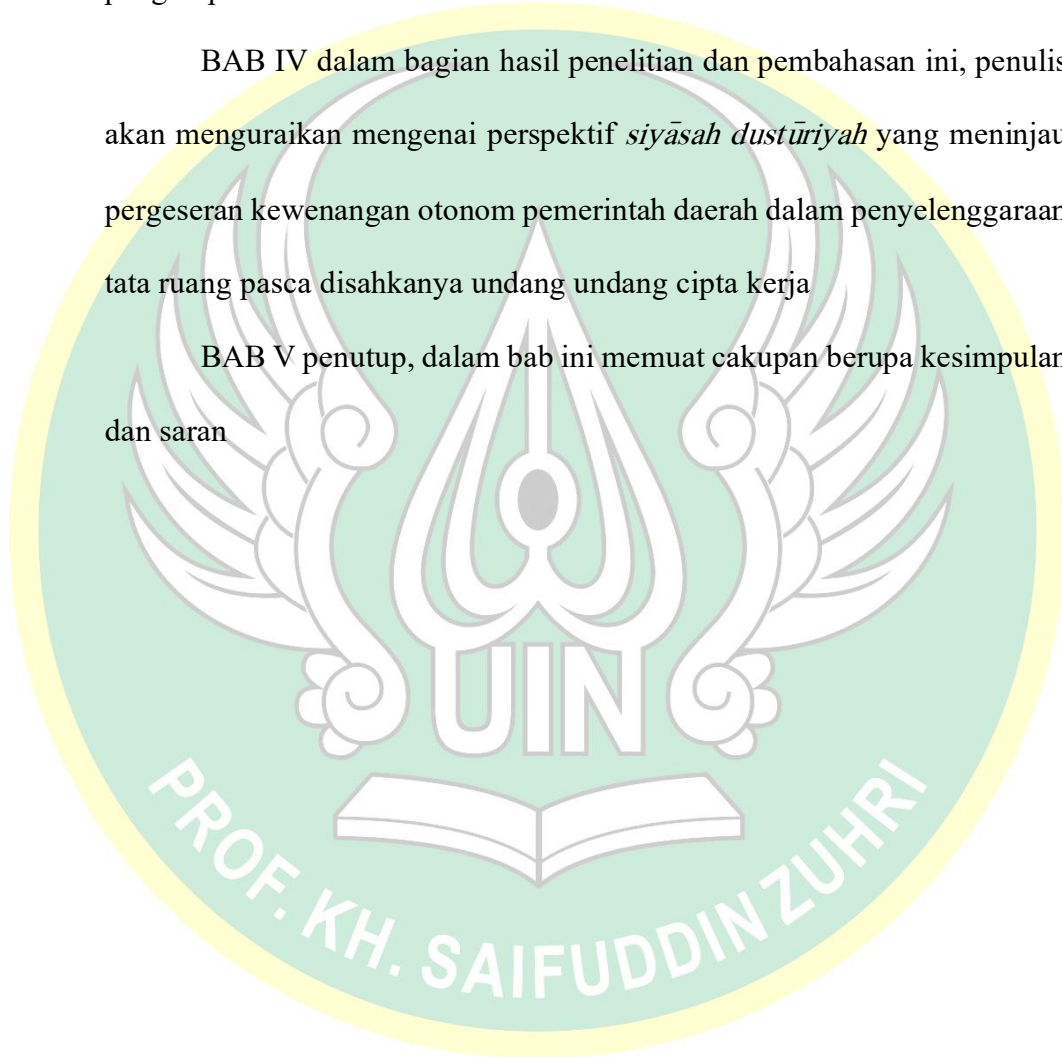 BAB IV dalam bagian hasil penelitian dan pembahasan ini, penulis
akan menguraikan mengenai perspektif siyāsah dustūriyah yang meninjau
pergeseran kewenangan otonom pemerintah daerah dalam penyelenggaraan
tata ruang pasca disahkanya undang undang cipta kerja
BAB V penutup, dalam bab ini memuat cakupan berupa kesimpulan
dan saran
UIN
PROF. KH. SAIFUDDIN ZUHRI